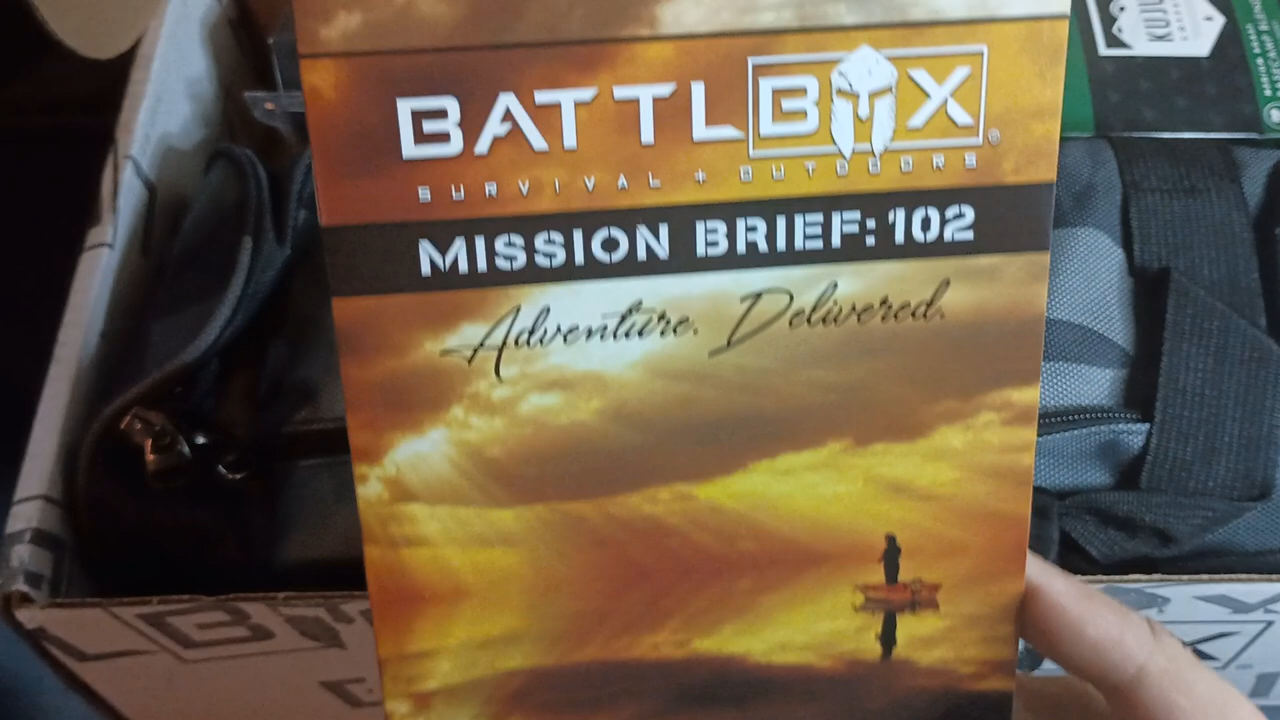 BATTLBOX®
SURVIVAL + OUTDOORS
MISSION BRIEF: 102
Adventure. Delivered.